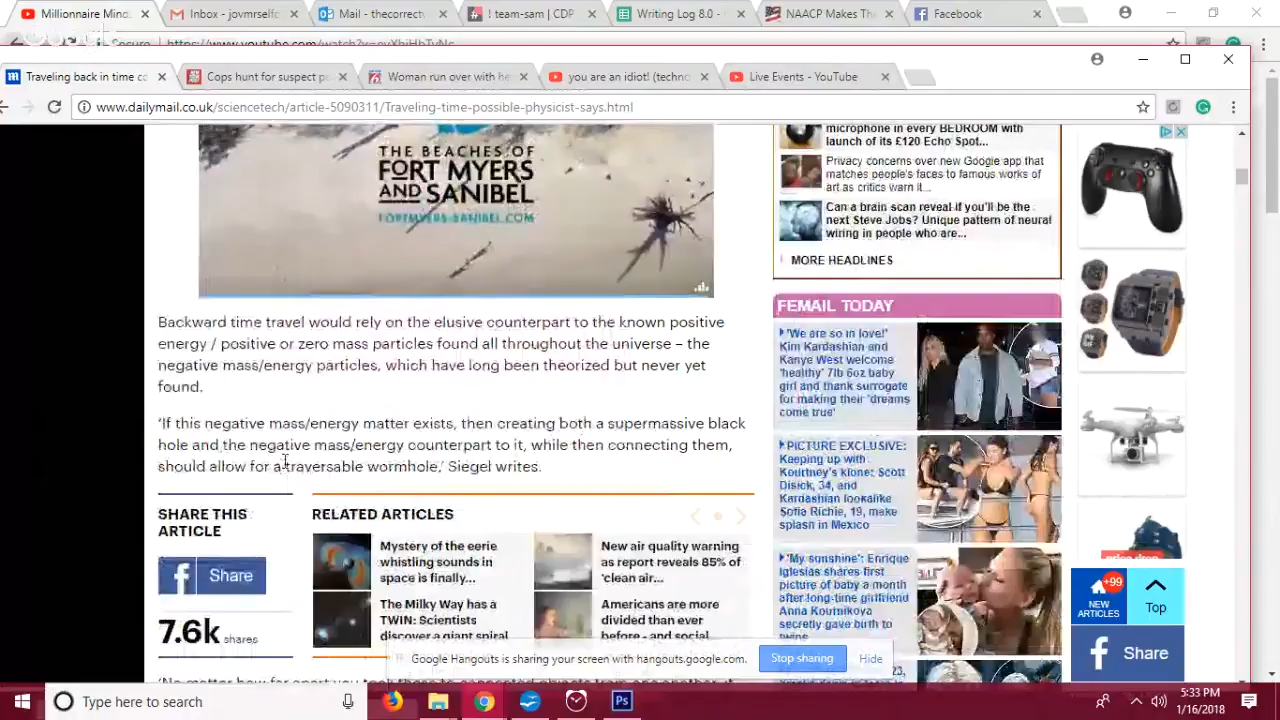 Millionnaire Mind
Inbox - jovmrself
Mail - thecorrect
! team-sam | CDP
Writing Log 8.0 -
NAACP Makes The
Facebook
Secure
https://www.youtube.com/watch?v=
Traveling back in time co
Cops hunt for suspect
Woman run over with he
you are an idiot! (techno
Live Events - YouTube
www.dailymail.co.uk/sciencetech/article-5090311/Traveling-time-possible-physicist-says.html
THE BEACHES OF
FORT MYERS
AND SANIBEL
FORTMYERS-SANIBEL.COM
Backward time travel would rely on the elusive counterpart to the known positive
energy / positive or zero mass particles found all throughout the universe – the
negative mass/energy particles, which have long been theorized but never yet
found.
'If this negative mass/energy matter exists, then creating both a supermassive black
hole and the negative mass/energy counterpart to it, while then connecting them,
should allow for a traversable wormhole,' Siegel writes.
SHARE THIS
ARTICLE
Share
7.6k shares
RELATED ARTICLES
Mystery of the eerie
whistling sounds in
space is finally...
New air quality warning
as report reveals 85% of
'clean air...
The Milky Way has a
TWIN: Scientists
discover a giant spiral
Americans are more
divided than ever
before - and social
microphone in every BEDROOM with
launch of its £120 Echo Spot...
Privacy concerns over new Google app that
matches people's faces to famous works of
art as critics warn it...
Can a brain scan reveal if you'll be the
next Steve Jobs? Unique pattern of neural
wiring in people who are...
MORE HEADLINES
FEMAIL TODAY
'We are so in love!'
Kim Kardashian and
Kanye West welcome
'healthy' 7lb 6oz baby
girl and thank surrogate
for making their 'dreams
come true'
PICTURE EXCLUSIVE:
Keeping up with
Kourtney's klone: Scott
Disick, 34, and
Kardashian lookalike
Sofia Richie, 19, make
splash in Mexico
'My sunshine': Enrique
Iglesias shares first
picture of baby a month
after long-time girlfriend
Anna Kournikova
secretly gave birth to
twins
price drop
+99
NEW
ARTICLES
Top
Share
Google Hangouts is sharing your screen with hangouts.google.com.
Stop sharing
Hide
Type here to search
Ps
5:33 PM
1/16/2018